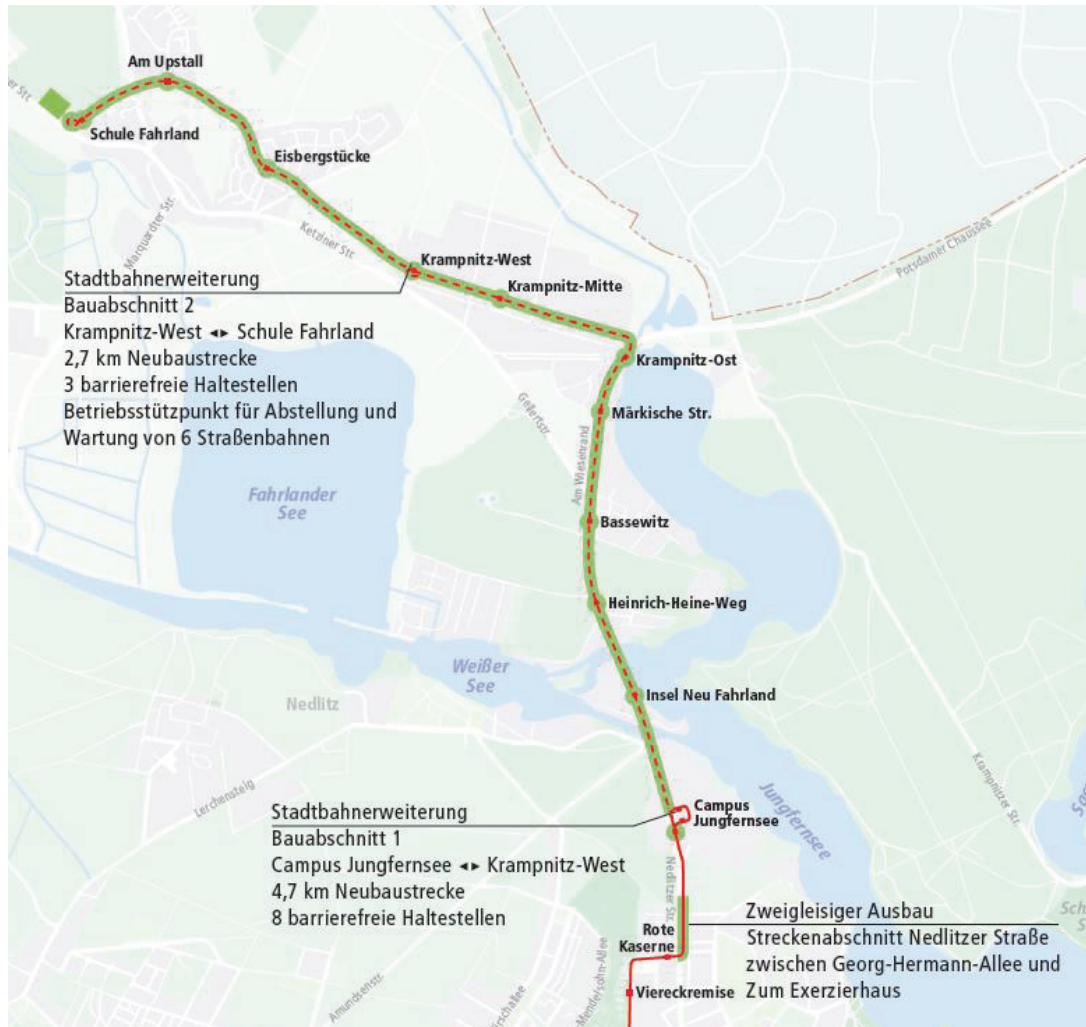 Am Upstall
er Str.
Schule Fahrland
Eisbergstücke
Marquardter Str.
Ketziner Str.
Potsdamer Chaussee
Krampnitz-West
Krampnitz-Mitte
Stadtbahnerweiterung
Bauabschnitt 2
Krampnitz-West ◂▸ Schule Fahrland
2,7 km Neubaustrecke
3 barrierefreie Haltestellen
Betriebsstützpunkt für Abstellung und
Wartung von 6 Straßenbahnen
Krampnitz-Ost
Gellertstr.
Märkische Str.
Am Wiesenrand
Fahrlander
See
Bassewitz
Heinrich-Heine-Weg
Weißer
See
Insel Neu Fahrland
Nedlitz
Lerchensteig
Krampnitzer Str.
Jungfernsee
Campus
Jungfernsee
Stadtbahnerweiterung
Bauabschnitt 1
Campus Jungfernsee ◂▸ Krampnitz-West
4,7 km Neubaustrecke
8 barrierefreie Haltestellen
Nedlitzer Str.
Zweigleisiger Ausbau
Streckenabschnitt Nedlitzer Straße
zwischen Georg-Hermann-Allee und
Zum Exerzierhaus
Rote
Kaserne
Viereckremise
Amundsenstr.